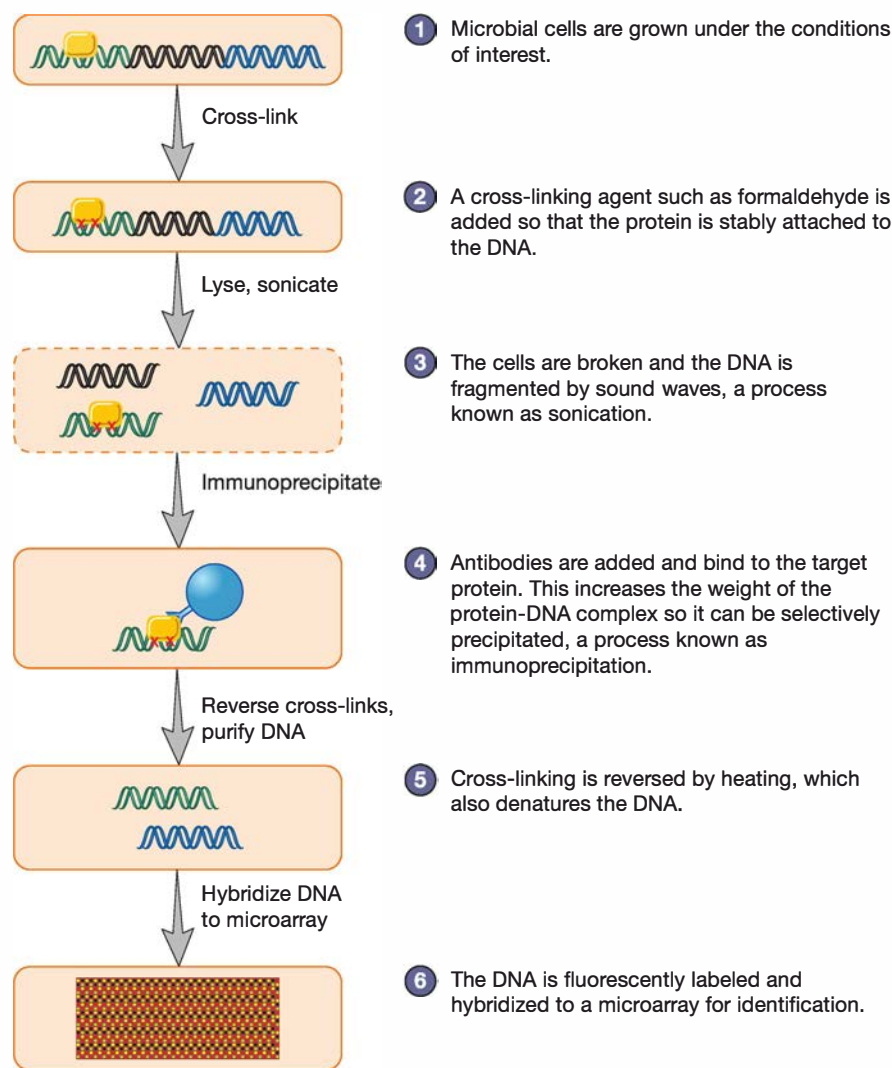 1 Microbial cells are grown under the conditions
of interest.
Cross-link
2 A cross-linking agent such as formaldehyde is
added so that the protein is stably attached to
the DNA.
Lyse, sonicate
3 The cells are broken and the DNA is
fragmented by sound waves, a process
known as sonication.
Immunoprecipitate
4 Antibodies are added and bind to the target
protein. This increases the weight of the
protein-DNA complex so it can be selectively
precipitated, a process known as
immunoprecipitation.
Reverse cross-links,
purify DNA
5 Cross-linking is reversed by heating, which
also denatures the DNA.
Hybridize DNA
to microarray
6 The DNA is fluorescently labeled and
hybridized to a microarray for identification.